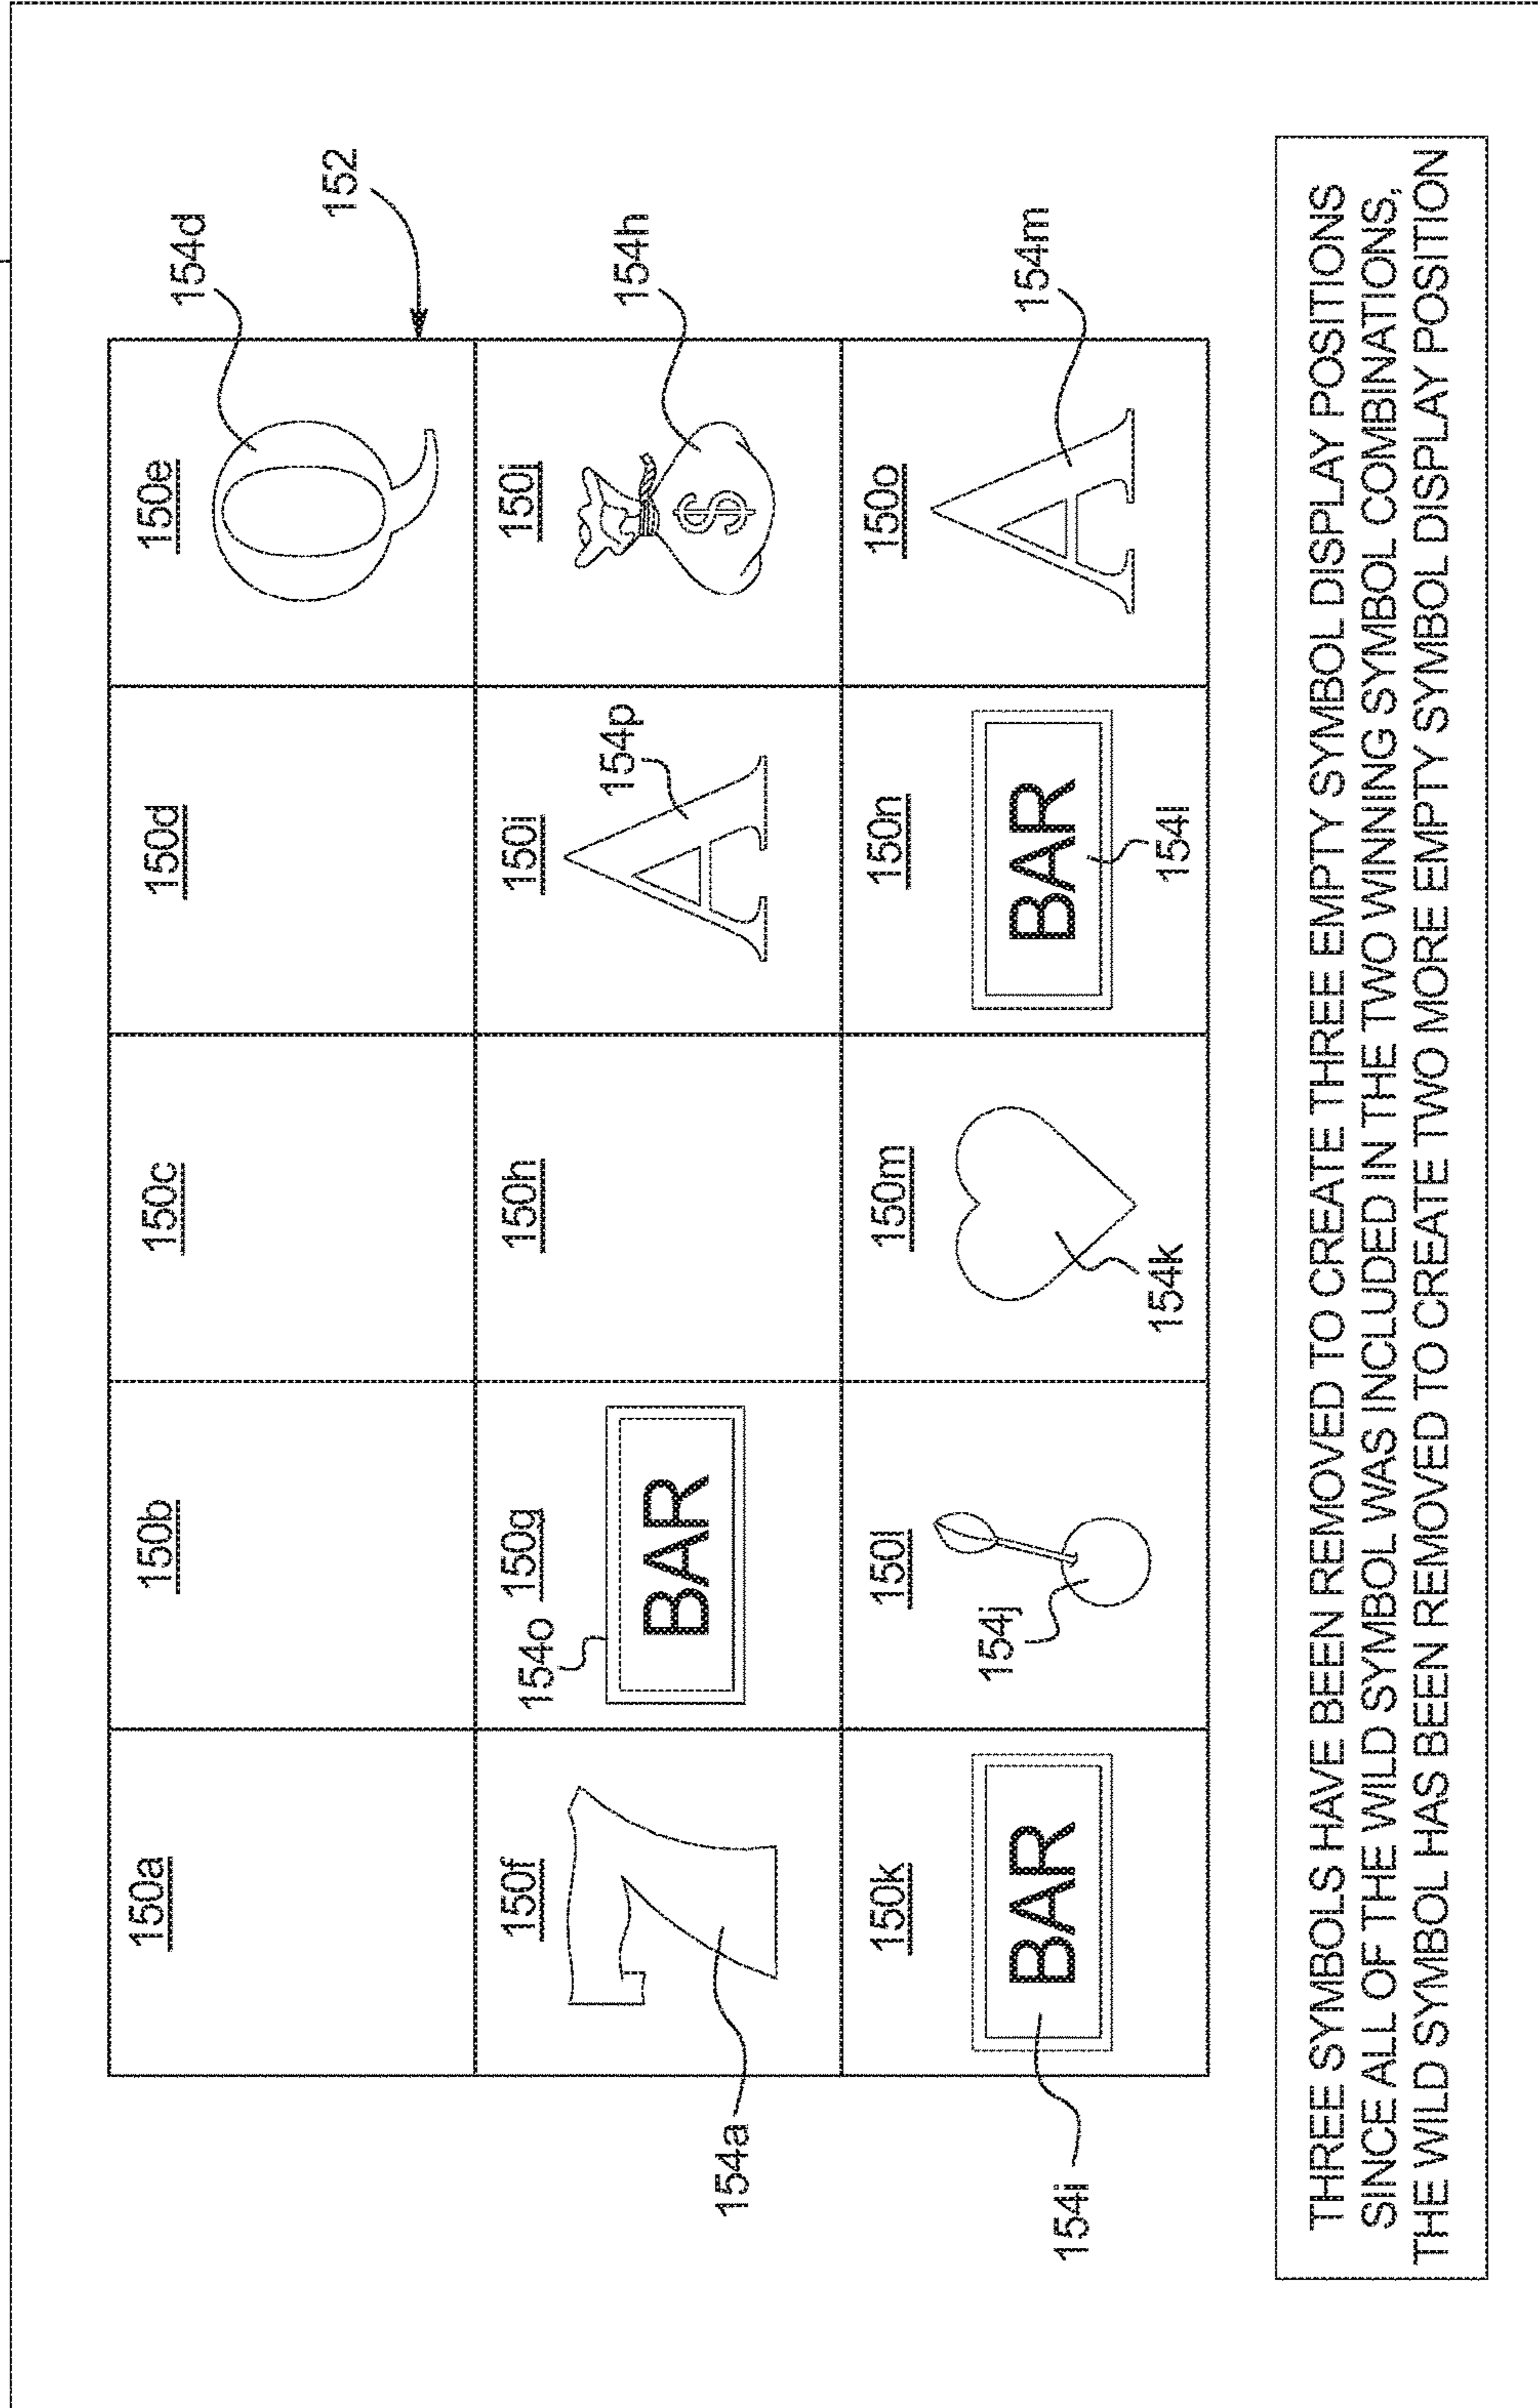 152
150a
150b
150c
150d
150e
154d
150f
154a
154o
150g
BAR
150h
150i
154p
150j
$
154h
150k
BAR
154i
150l
154j
150m
154k
150n
BAR
154l
150o
A
154m
Q
7
A
THREE SYMBOLS HAVE BEEN REMOVED TO CREATE THREE EMPTY SYMBOL DISPLAY POSITIONS
SINCE ALL OF THE WILD SYMBOL WAS INCLUDED IN THE TWO WINNING SYMBOL COMBINATIONS,
THE WILD SYMBOL HAS BEEN REMOVED TO CREATE TWO MORE EMPTY SYMBOL DISPLAY POSITION